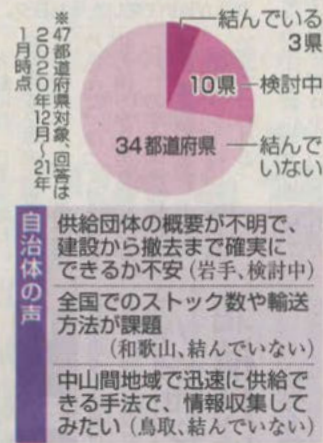 結んでいる
3県
10県
検討中
34都道府県
結んで
いない
※47都道府県対象、回答は
2020年12月~21年
1月時点
自治体の声
供給団体の概要が不明で、
建設から撤去まで確実に
できるか不安(岩手、検討中)
全国でのストック数や輸送
方法が課題
(和歌山、結んでいない)
中山間地域で迅速に供給で
きる手法で、情報収集して
みたい(鳥取、結んでいない)